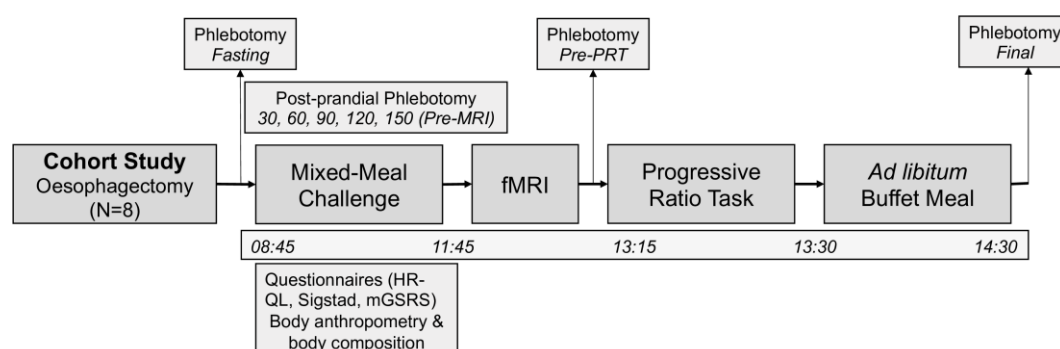 Phlebotomy
Fasting
Phlebotomy
Pre-PRT
Phlebotomy
Final
Post-prandial Phlebotomy
30, 60, 90, 120, 150 (Pre-MRI)
Cohort Study
Oesophagectomy
(N=8)
Mixed-Meal
Challenge
fMRI
Progressive
Ratio Task
Ad libitum
Buffet Meal
08:45 11:45 13:15 13:30 14:30
Questionnaires (HR-
QL, Sigstad, mGSRS)
Body anthropometry &
body composition